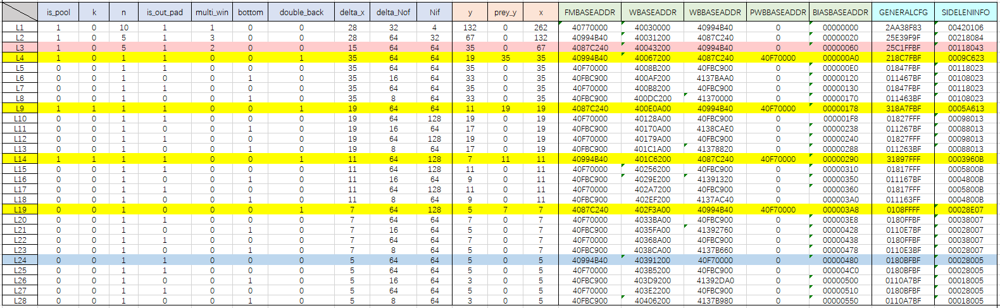 is_pool k n is_out_pad multi_win bottom double_back delta_x delta_Nof Nif y prey_y x FMBASEADDR WBASEADDR WBBASEADDR PWBBASEADDR BIASBASEADDR GENERALCFG SIDELENINFO
L1 1 0 10 1 1 0 0 28 32 4 132 0 262 40770000 40030000 40994B40 0 00000000 2AA38F83 00420106
L2 1 0 5 1 3 0 0 28 64 32 67 0 132 40994B40 40031200 4087C240 0 00000020 25E39F9F 00218084
L3 1 0 5 1 2 0 0 15 64 64 35 0 67 4087C240 40043200 40994B40 0 00000060 25C1FFBF 00118043
L4 1 0 1 1 0 0 1 35 64 64 19 35 35 40994B40 40067200 4087C240 40F70000 000000A0 218C7FBF 0009C623
L5 0 0 1 1 0 0 0 35 64 64 35 0 35 40F70000 4008B200 40FBC900 0 000000E0 01847FBF 00118023
L6 0 0 1 0 0 1 0 35 16 64 33 0 35 40FBC900 400AF200 4137BAA0 0 00000120 011467BF 00108023
L7 0 0 1 1 0 0 0 35 64 64 35 0 35 40F70000 400B8200 40FBC900 0 00000130 01847FBF 00118023
L8 0 0 1 0 0 1 0 35 8 64 33 0 35 40FBC900 400DC200 41370000 0 00000170 011463BF 00108023
L9 1 1 1 1 0 0 1 19 64 64 11 19 19 4087C240 400E0A00 40994B40 40F70000 00000178 318A7FBF 0005A613
L10 0 0 1 1 0 0 0 19 64 128 19 0 19 40F70000 40128A00 40FBC900 0 000001F8 01827FFF 00098013
L11 0 0 1 0 0 1 0 19 16 64 17 0 19 40FBC900 40170A00 4138CAE0 0 00000238 011267BF 00088013
L12 0 0 1 1 0 0 0 19 64 128 19 0 19 40F70000 40179A00 40FBC900 0 00000240 01827FFF 00098013
L13 0 0 1 0 0 1 0 19 8 64 17 0 19 40FBC900 401C1A00 41378820 0 00000288 011263BF 00088013
L14 1 1 1 1 0 0 1 11 64 128 7 11 11 40994B40 401C6200 4087C240 40F70000 00000290 31897FFF 0003960B
L15 0 0 1 1 0 0 0 11 64 128 11 0 11 40F70000 40256200 40FBC900 0 00000310 01817FFF 0005800B
L16 0 0 1 0 0 1 0 11 16 64 9 0 11 40FBC900 4029E200 41391320 0 00000350 011167BF 0004800B
L17 0 0 1 1 0 0 0 11 64 128 11 0 11 40F70000 402A7200 40FBC900 0 00000360 01817FFF 0005800B
L18 0 0 1 0 0 1 0 11 8 64 9 0 11 40FBC900 402EF200 4137AC40 0 000003A0 011163FF 0004800B
L19 0 0 1 0 0 0 1 7 64 128 5 7 7 4087C240 402F3A00 40994B40 40F70000 000003A8 0108FFFF 00028E07
L20 0 0 1 1 0 0 0 7 64 64 7 0 7 40F70000 4033BA00 40FBC900 0 000003E8 0180FFBF 00038007
L21 0 0 1 0 0 1 0 7 16 64 5 0 7 40FBC900 4035FA00 41392760 0 00000428 0110E7BF 00028007
L22 0 0 1 1 0 0 0 7 64 64 7 0 7 40F70000 40368A00 40FBC900 0 00000438 0180FFBF 00038007
L23 0 0 1 0 0 1 0 7 8 64 5 0 7 40FBC900 4038CA00 4137B660 0 00000478 0110E3BF 00028007
L24 0 0 1 1 0 0 0 5 64 64 5 0 5 40994B40 40391200 40F70000 0 00000480 0180BFBF 00028005
L25 0 0 1 1 0 0 0 5 64 64 5 0 5 40F70000 403B5200 40FBC900 0 000004C0 0180BFBF 00028005
L26 0 0 1 0 0 1 0 5 16 64 3 0 5 40FBC900 403D9200 41392DA0 0 00000500 0110A7BF 00018005
L27 0 0 1 1 0 0 0 5 64 64 5 0 5 40F70000 403E2200 40FBC900 0 00000510 0180BFBF 00028005
L28 0 0 1 0 0 1 0 5 8 64 3 0 5 40FBC900 40406200 4137B980 0 00000550 0110A7BF 00018005